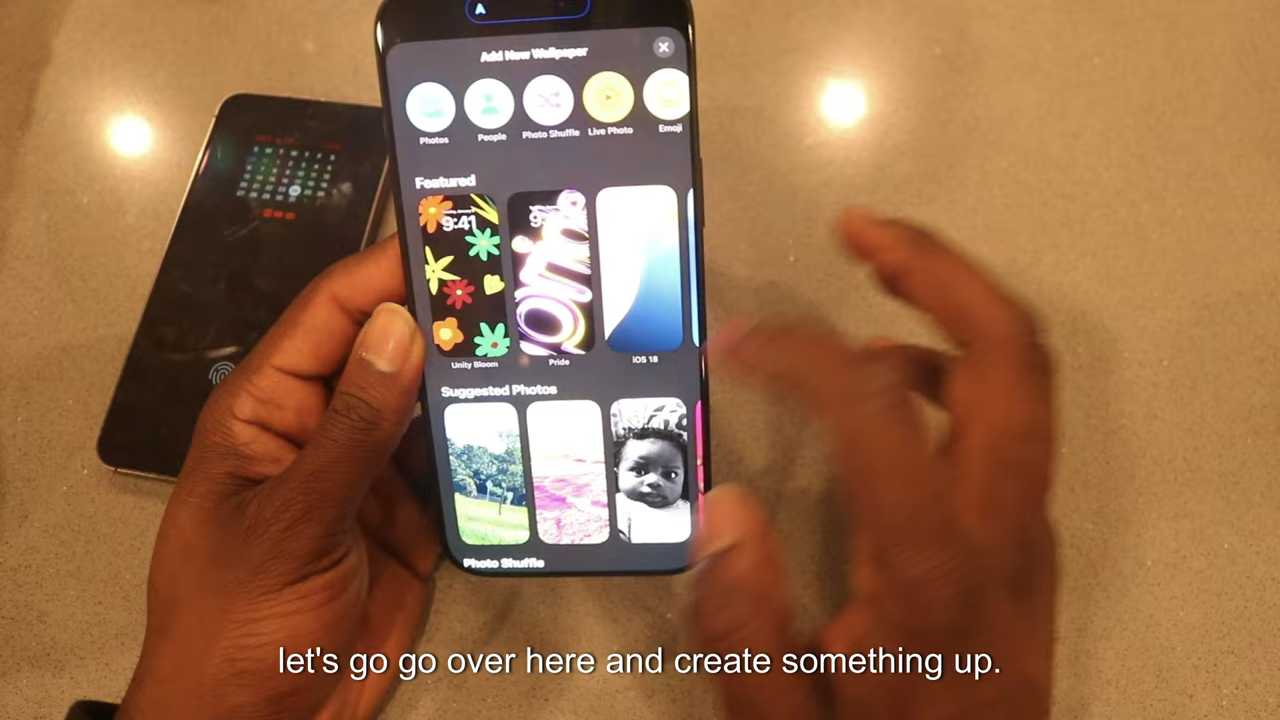 A
Add New Wallpaper
Photos
People
Photo Shuffle
Live Photo
Emoji
Featured
9:41
Unity Bloom
Pride
iOS 18
Suggested Photos
Photo Shuffle
let's go go over here and create something up.